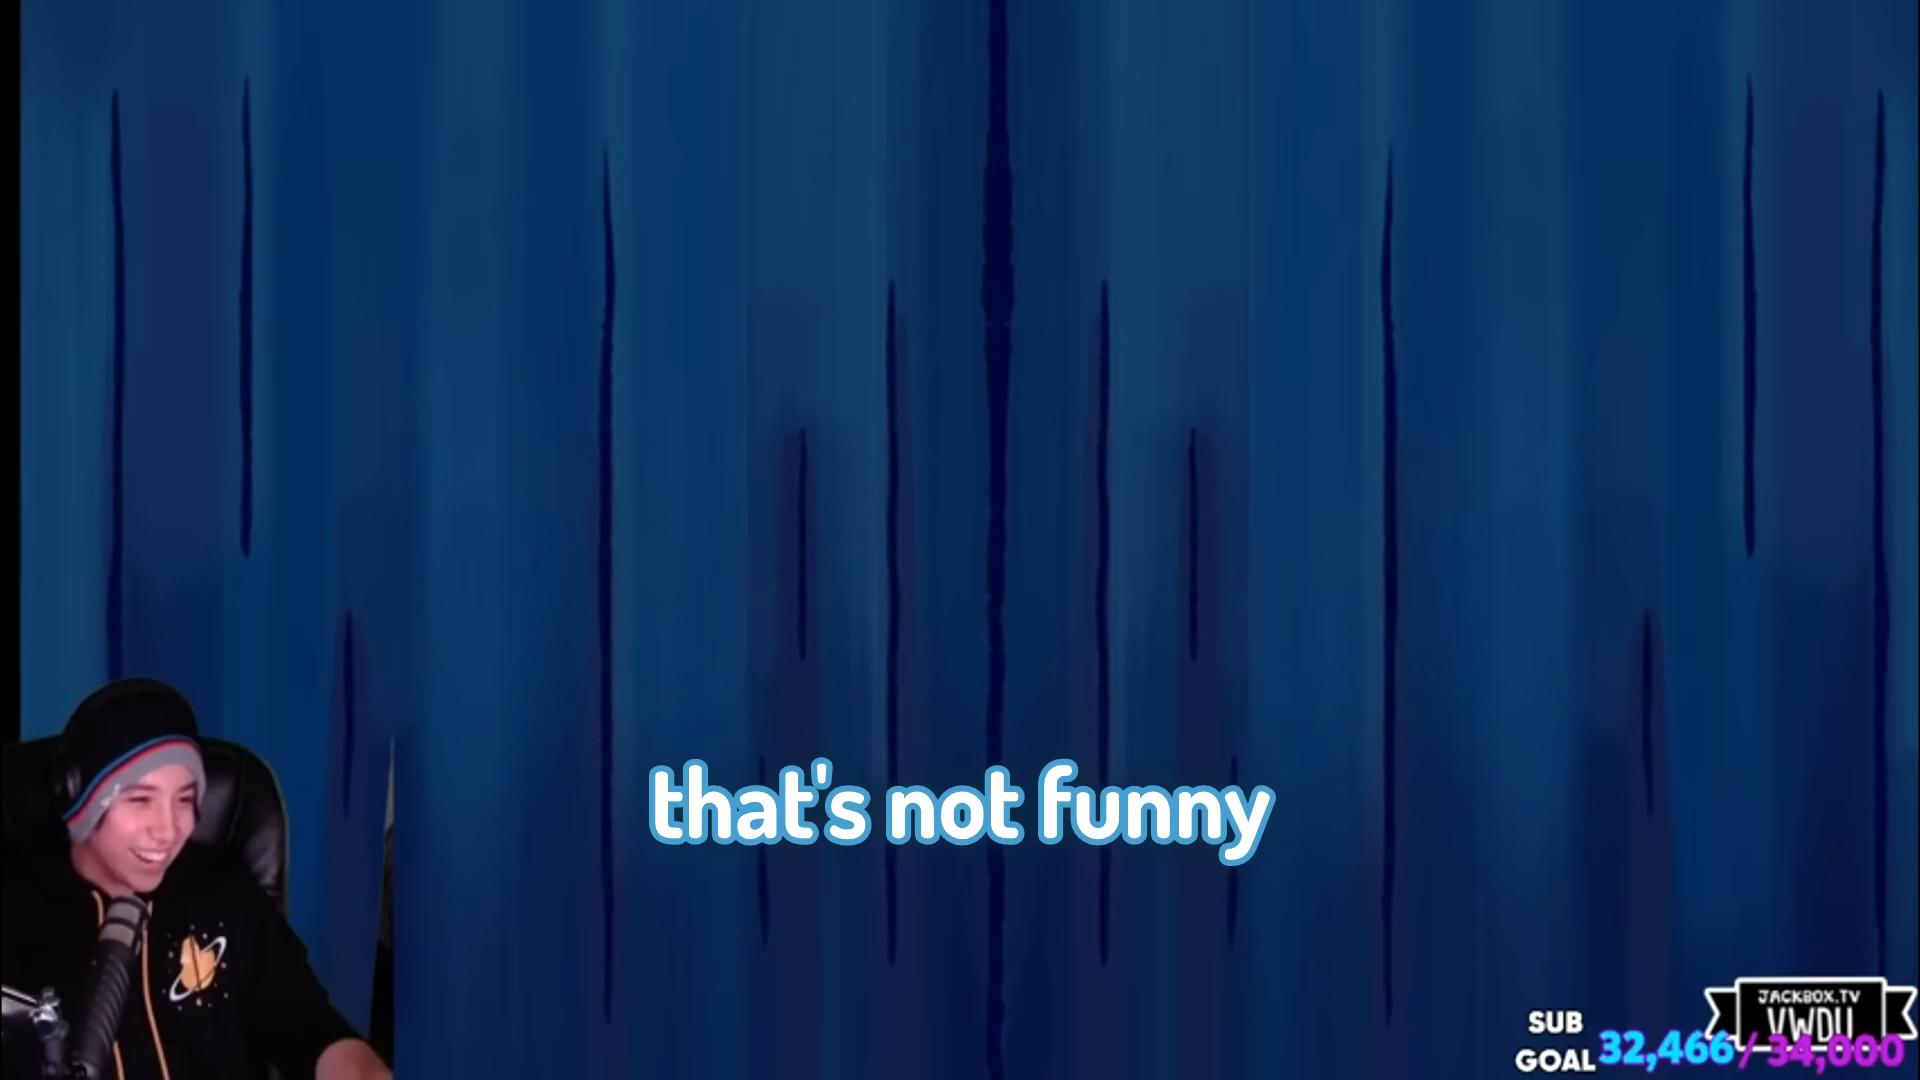 that's not funny
JACKBOX.TV
VWDU
SUB
GOAL 32,466/34,000